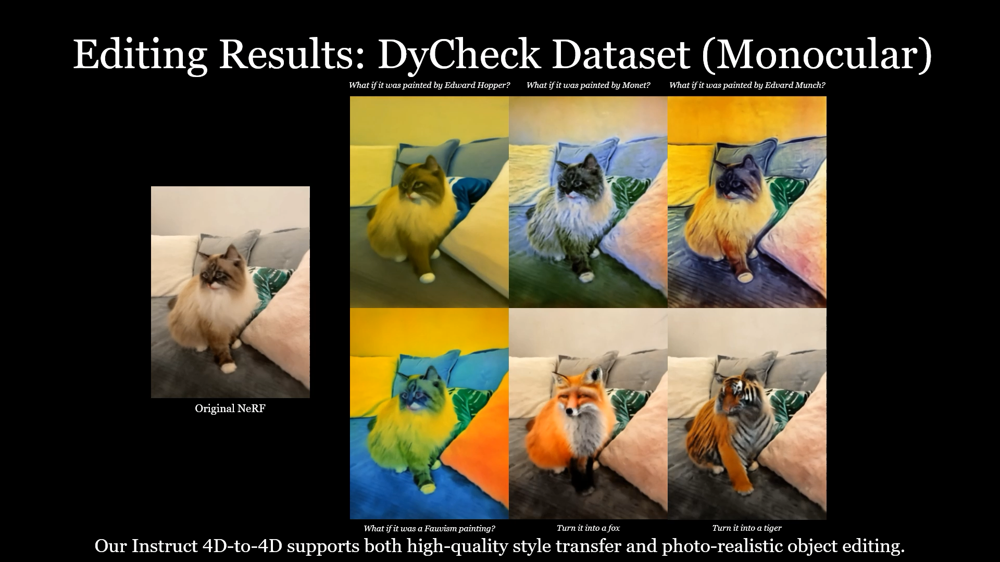 Editing Results: DyCheck Dataset (Monocular)
What if it was painted by Edward Hopper?
What if it was painted by Monet?
What if it was painted by Edvard Munch?
Original NeRF
What if it was a Fauvism painting?
Turn it into a fox
Turn it into a tiger
Our Instruct 4D-to-4D supports both high-quality style transfer and photo-realistic object editing.